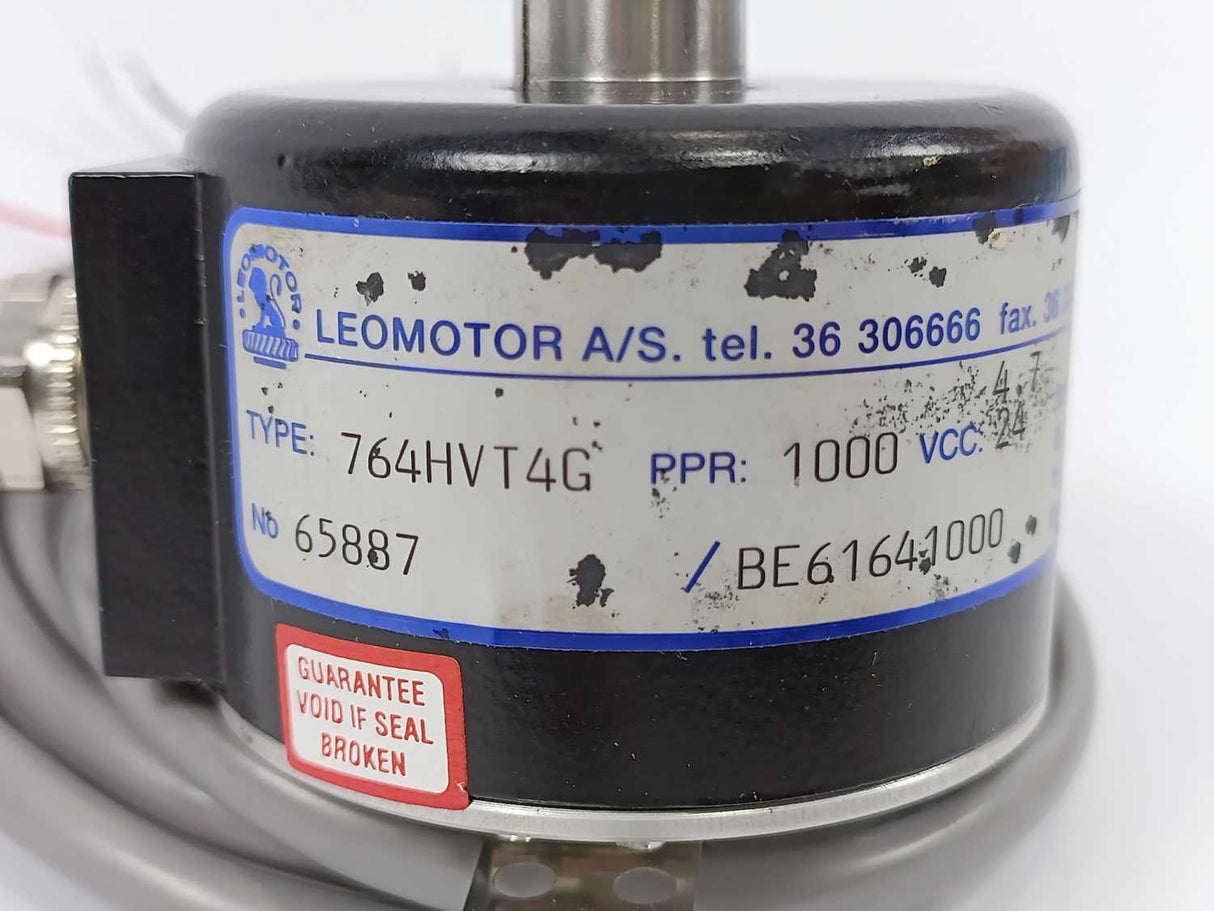 LEOMOTOR
LEOMOTOR A/S. tel. 36 306666 fax. 36
4.7
TYPE: 764HVT4G PPR: 1000 VCC: 24
No 65887 / BE61641000
GUARANTEE
VOID IF SEAL
BROKEN